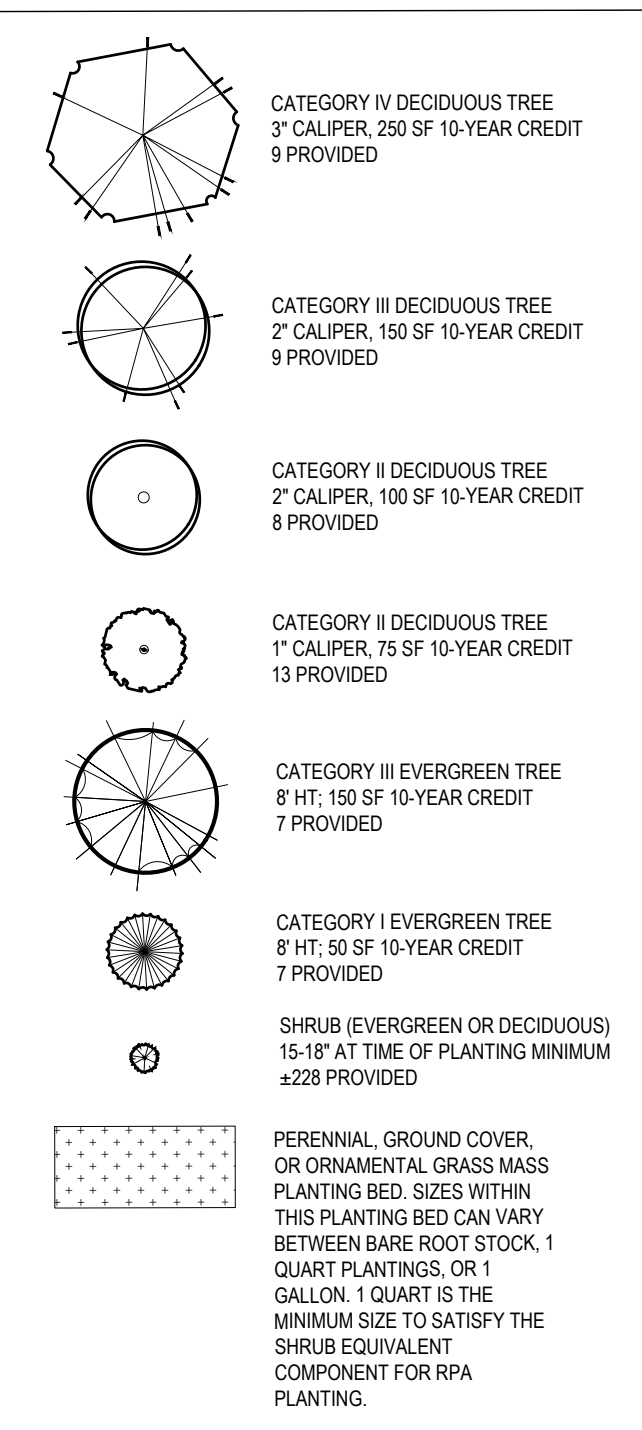 CATEGORY IV DECIDUOUS TREE
3" CALIPER, 250 SF 10-YEAR CREDIT
9 PROVIDED
CATEGORY III DECIDUOUS TREE
2" CALIPER, 150 SF 10-YEAR CREDIT
9 PROVIDED
CATEGORY II DECIDUOUS TREE
2" CALIPER, 100 SF 10-YEAR CREDIT
8 PROVIDED
CATEGORY II DECIDUOUS TREE
1" CALIPER, 75 SF 10-YEAR CREDIT
13 PROVIDED
CATEGORY III EVERGREEN TREE
8' HT; 150 SF 10-YEAR CREDIT
7 PROVIDED
CATEGORY I EVERGREEN TREE
8' HT; 50 SF 10-YEAR CREDIT
7 PROVIDED
SHRUB (EVERGREEN OR DECIDUOUS)
15-18" AT TIME OF PLANTING MINIMUM
±228 PROVIDED
PERENNIAL, GROUND COVER,
OR ORNAMENTAL GRASS MASS
PLANTING BED. SIZES WITHIN
THIS PLANTING BED CAN VARY
BETWEEN BARE ROOT STOCK, 1
QUART PLANTINGS, OR 1
GALLON. 1 QUART IS THE
MINIMUM SIZE TO SATISFY THE
SHRUB EQUIVALENT
COMPONENT FOR RPA
PLANTING.